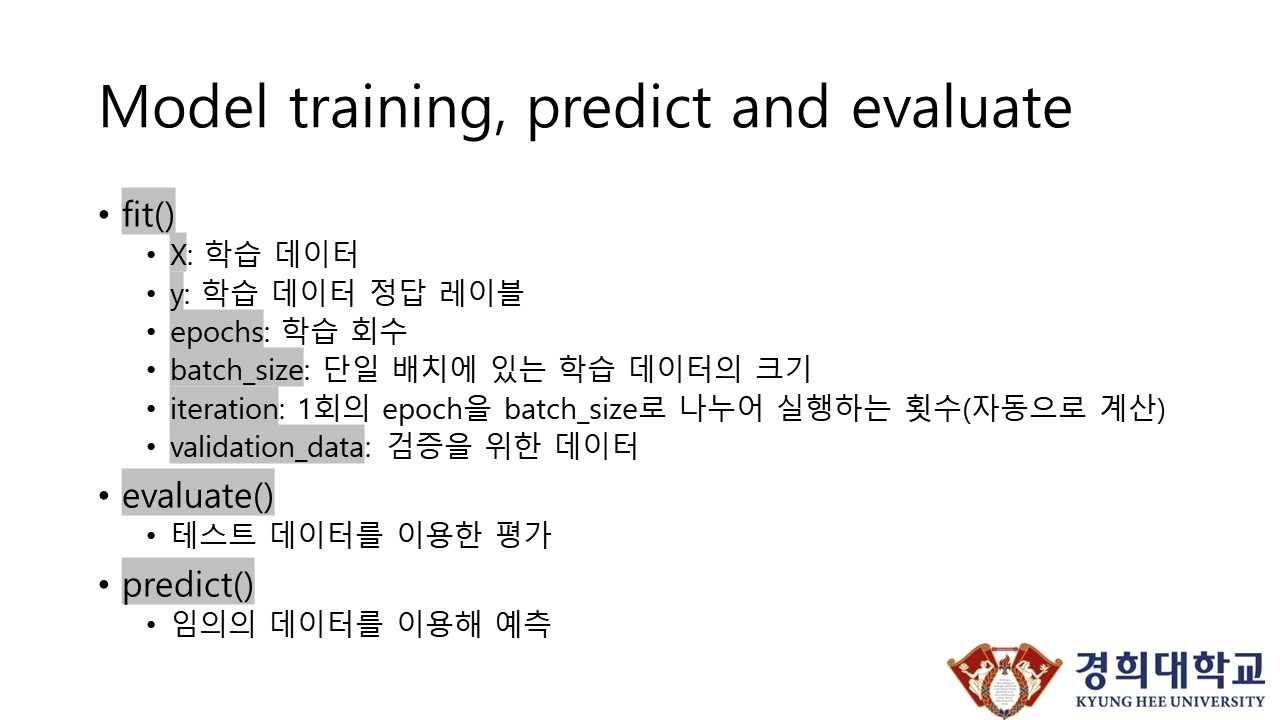 Model training, predict and evaluate
• fit()
• X: 학습 데이터
• y: 학습 데이터 정답 레이블
• epochs: 학습 회수
• batch_size: 단일 배치에 있는 학습 데이터의 크기
• iteration: 1회의 epoch을 batch_size로 나누어 실행하는 횟수(자동으로 계산)
• validation_data: 검증을 위한 데이터
• evaluate()
• 테스트 데이터를 이용한 평가
• predict()
• 임의의 데이터를 이용해 예측
경희대학교
KYUNG HEE UNIVERSITY